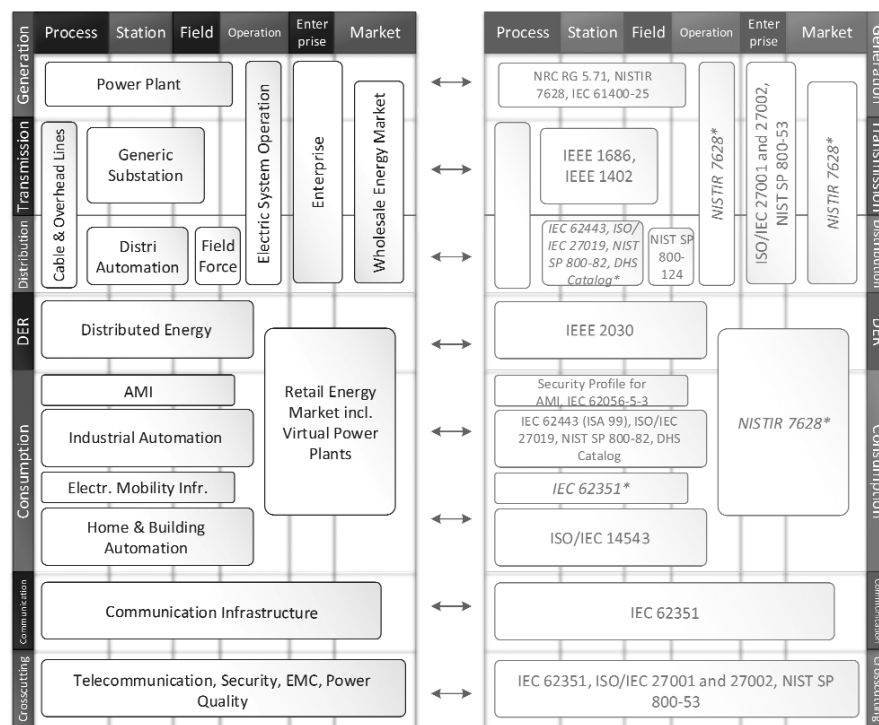 Process Station Field Operation Enter
prise Market
Generation
Power Plant
Transmission
Cable & Overhead Lines
Generic
Substation
Electric System Operation
Enterprise
Wholesale Energy Market
Distribution
Distri
Automation
Field
Force
DER
Distributed Energy
Consumption
AMI
Retail Energy
Market incl.
Virtual Power
Plants
Industrial Automation
Electr. Mobility Infr.
Home & Building
Automation
Communication
Communication Infrastructure
Crosscutting
Telecommunication, Security, EMC, Power
Quality
Process Station Field Operation Enter
prise Market
Generation
NRC RG 5.71, NISTIR
7628, IEC 61400-25
Transmission
IEEE 1686,
IEEE 1402
NISTIR 7628*
ISO/IEC 27001 and 27002,
NIST SP 800-53
NISTIR 7628*
Distribution
IEC 62443, ISO/
IEC 27019, NIST
SP 800-82, DHS
Catalog*
NIST SP
800-
124
DER
IEEE 2030
Consumption
Security Profile for
AMI, IEC 62056-5-3
NISTIR 7628*
IEC 62443 (ISA 99), ISO/IEC
27019, NIST SP 800-82, DHS
Catalog
IEC 62351*
ISO/IEC 14543
Communication
IEC 62351
Crosscutting
IEC 62351, ISO/IEC 27001 and 27002, NIST SP
800-53